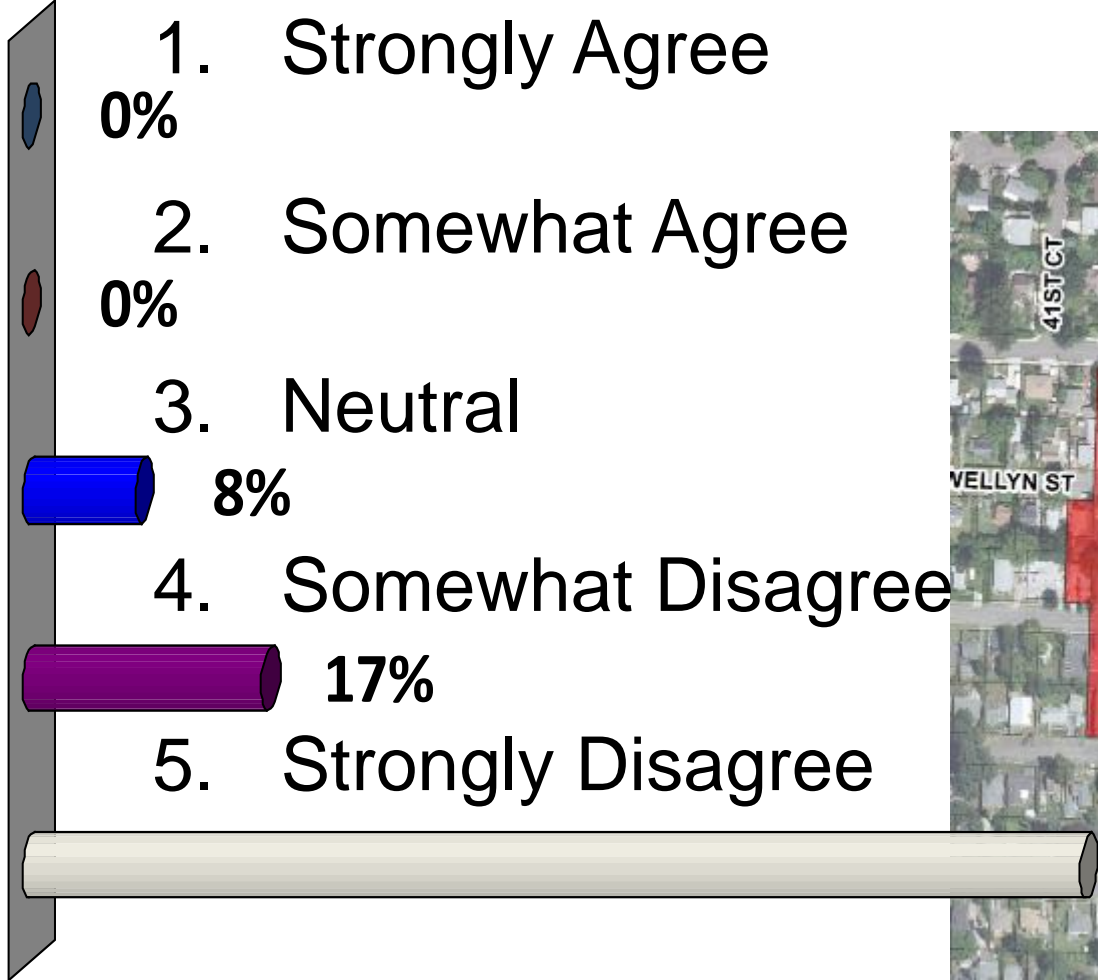 1. Strongly Agree
0%
2. Somewhat Agree
0%
41ST CT
3. Neutral
8%
WELLYN ST
4. Somewhat Disagree
17%
5. Strongly Disagree